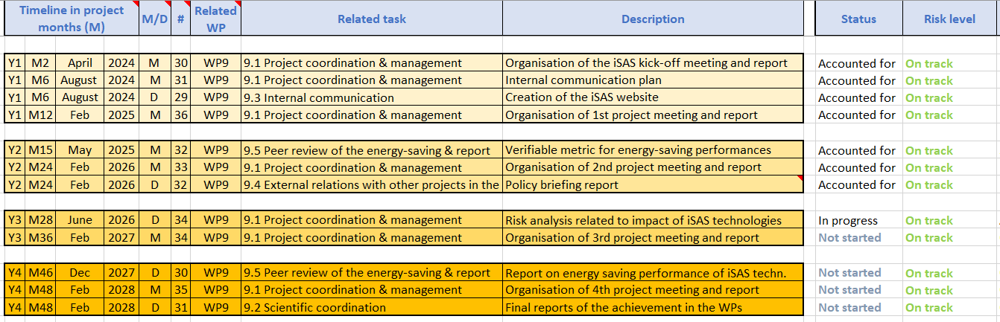 Timeline in project months (M) M/D # Related WP Related task Description Status Risk level
Y1 M2 April 2024 M 30 WP9 9.1 Project coordination & management Organisation of the iSAS kick-off meeting and report Accounted for On track
Y1 M6 August 2024 M 31 WP9 9.1 Project coordination & management Internal communication plan Accounted for On track
Y1 M6 August 2024 D 29 WP9 9.3 Internal communication Creation of the iSAS website Accounted for On track
Y1 M12 Feb 2025 M 36 WP9 9.1 Project coordination & management Organisation of 1st project meeting and report Accounted for On track
Y2 M15 May 2025 M 32 WP9 9.5 Peer review of the energy-saving & report Verifiable metric for energy-saving performances Accounted for On track
Y2 M24 Feb 2026 M 33 WP9 9.1 Project coordination & management Organisation of 2nd project meeting and report Accounted for On track
Y2 M24 Feb 2026 D 32 WP9 9.4 External relations with other projects in the Policy briefing report Accounted for On track
Y3 M28 June 2026 D 34 WP9 9.1 Project coordination & management Risk analysis related to impact of iSAS technologies In progress On track
Y3 M36 Feb 2027 M 34 WP9 9.1 Project coordination & management Organisation of 3rd project meeting and report Not started On track
Y4 M46 Dec 2027 D 30 WP9 9.5 Peer review of the energy-saving & report Report on energy saving performance of iSAS techn. Not started On track
Y4 M48 Feb 2028 M 35 WP9 9.1 Project coordination & management Organisation of 4th project meeting and report Not started On track
Y4 M48 Feb 2028 D 31 WP9 9.2 Scientific coordination Final reports of the achievement in the WPs Not started On track